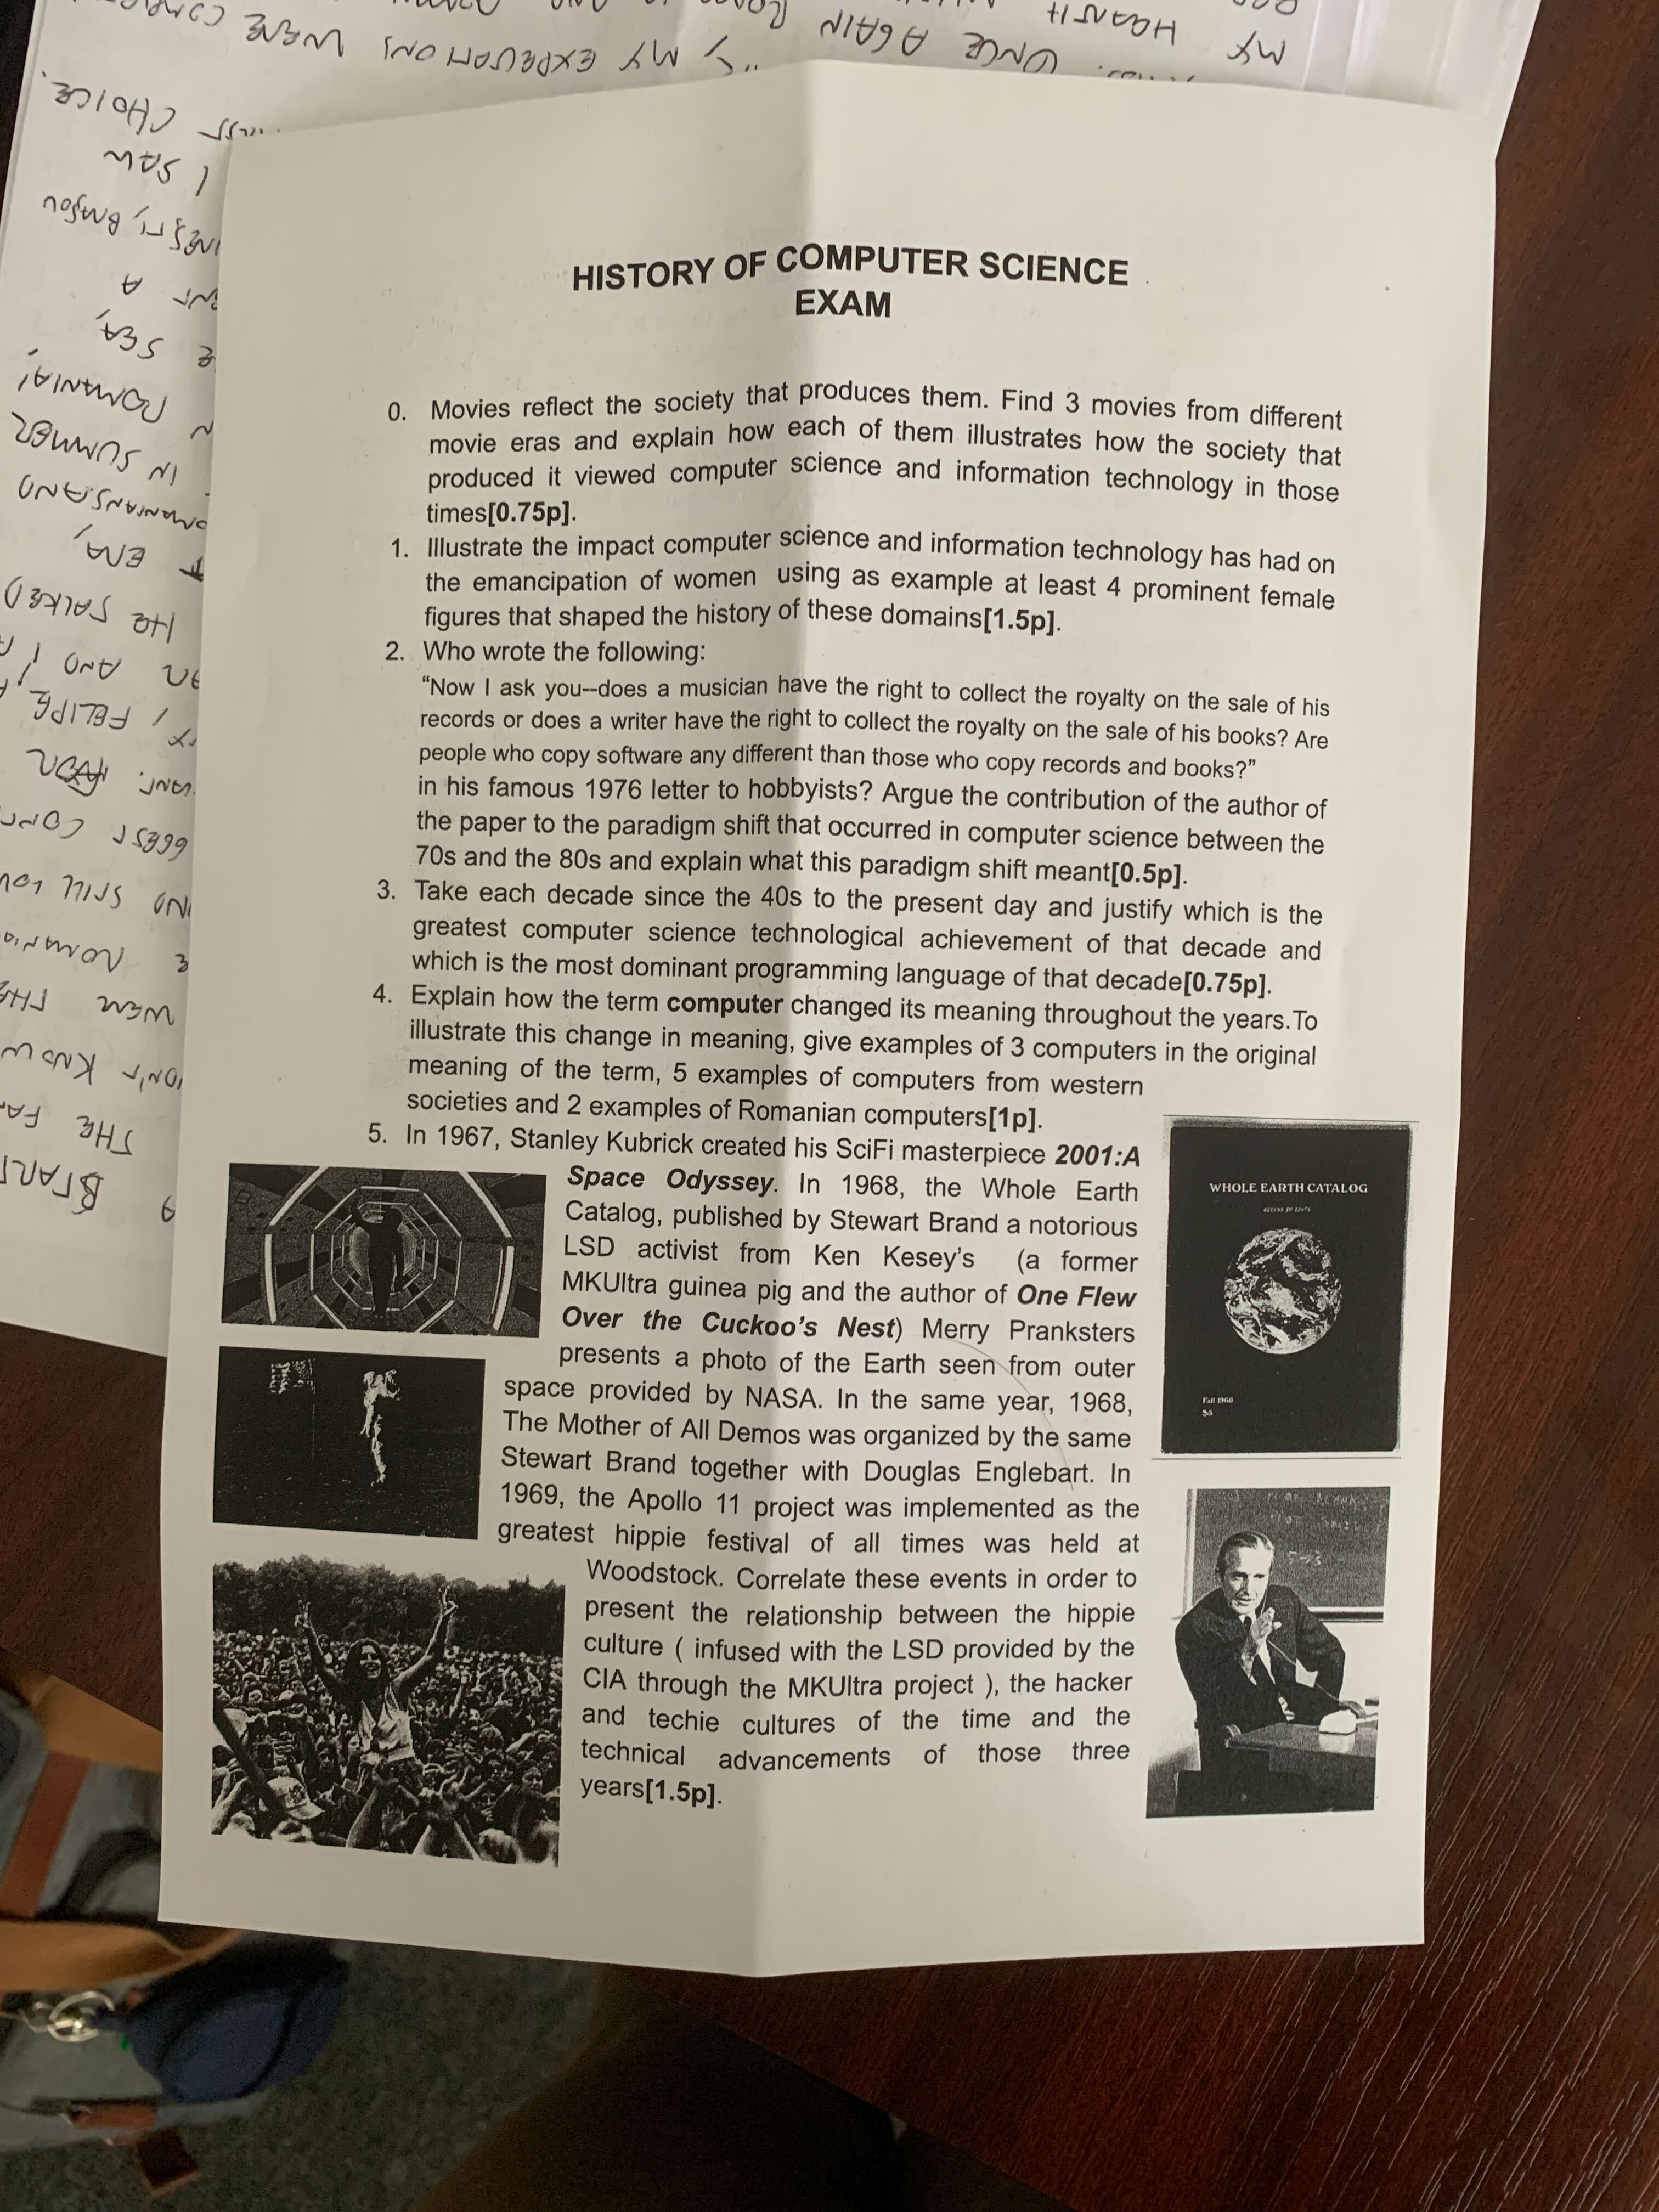 HISTORY OF COMPUTER SCIENCE
EXAM
0. Movies reflect the society that produces them. Find 3 movies from different
movie eras and explain how each of them illustrates how the society that
produced it viewed computer science and information technology in those
times[0.75p].
1. Illustrate the impact computer science and information technology has had on
the emancipation of women using as example at least 4 prominent female
figures that shaped the history of these domains[1.5p].
2. Who wrote the following:
“Now I ask you--does a musician have the right to collect the royalty on the sale of his
records or does a writer have the right to collect the royalty on the sale of his books? Are
people who copy software any different than those who copy records and books?”
in his famous 1976 letter to hobbyists? Argue the contribution of the author of
the paper to the paradigm shift that occurred in computer science between the
70s and the 80s and explain what this paradigm shift meant[0.5p].
3. Take each decade since the 40s to the present day and justify which is the
greatest computer science technological achievement of that decade and
which is the most dominant programming language of that decade[0.75p].
4. Explain how the term computer changed its meaning throughout the years.To
illustrate this change in meaning, give examples of 3 computers in the original
meaning of the term, 5 examples of computers from western
societies and 2 examples of Romanian computers[1p].
5. In 1967, Stanley Kubrick created his SciFi masterpiece 2001:A
Space Odyssey. In 1968, the Whole Earth
Catalog, published by Stewart Brand a notorious
LSD activist from Ken Kesey’s (a former
MKUltra guinea pig and the author of One Flew
Over the Cuckoo’s Nest) Merry Pranksters
presents a photo of the Earth seen from outer
space provided by NASA. In the same year, 1968,
The Mother of All Demos was organized by the same
Stewart Brand together with Douglas Englebart. In
1969, the Apollo 11 project was implemented as the
greatest hippie festival of all times was held at
Woodstock. Correlate these events in order to
present the relationship between the hippie
culture ( infused with the LSD provided by the
CIA through the MKUltra project ), the hacker
and techie cultures of the time and the
technical advancements of those three
years[1.5p].
WHOLE EARTH CATALOG
access to tools
Fall 1968
$5
MY
ONCE AGAIN
MY EXPECTATIONS WERE
CHOICE.
I SAW
A
SEA,
ROMANIA!
IN SUMMER
AND
ERA,
HE TALKED
AND I
FELIPE
AND STILL
ROMANIA
WERE THE
KNOW
THE